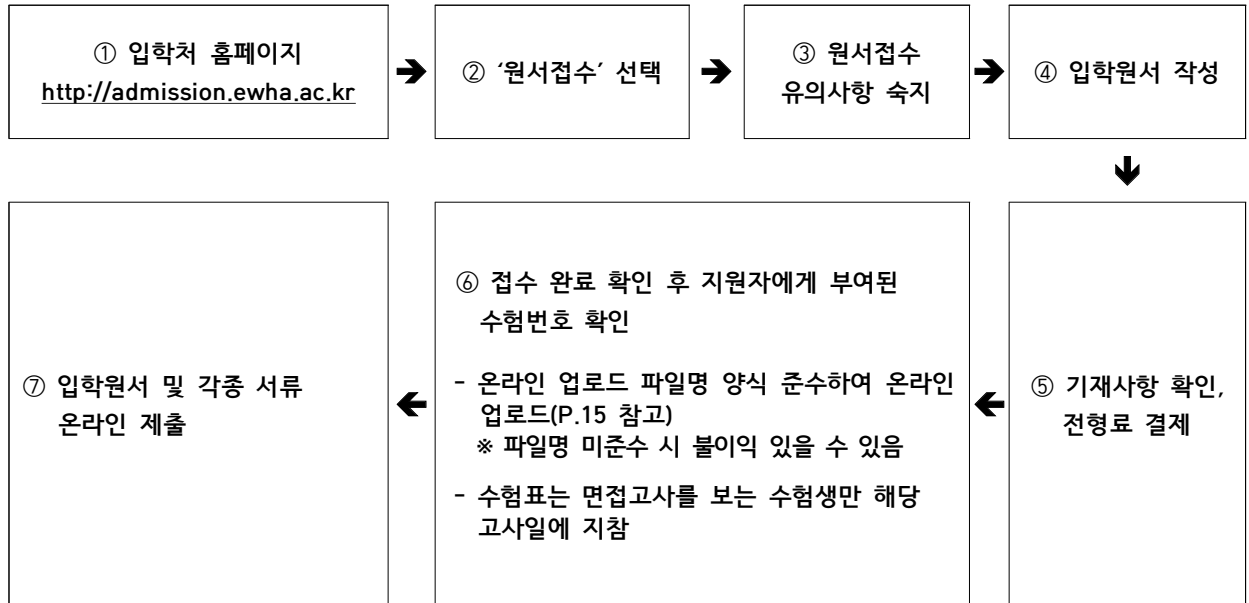 ① 입학처 홈페이지
http://admission.ewha.ac.kr
② ‘원서접수’ 선택
③ 원서접수
유의사항 숙지
④ 입학원서 작성
⑤ 기재사항 확인,
전형료 결제
⑥ 접수 완료 확인 후 지원자에게 부여된
수험번호 확인
- 온라인 업로드 파일명 양식 준수하여 온라인
업로드(P.15 참고)
※ 파일명 미준수 시 불이익 있을 수 있음
- 수험표는 면접고사를 보는 수험생만 해당
고사일에 지참
⑦ 입학원서 및 각종 서류
온라인 제출